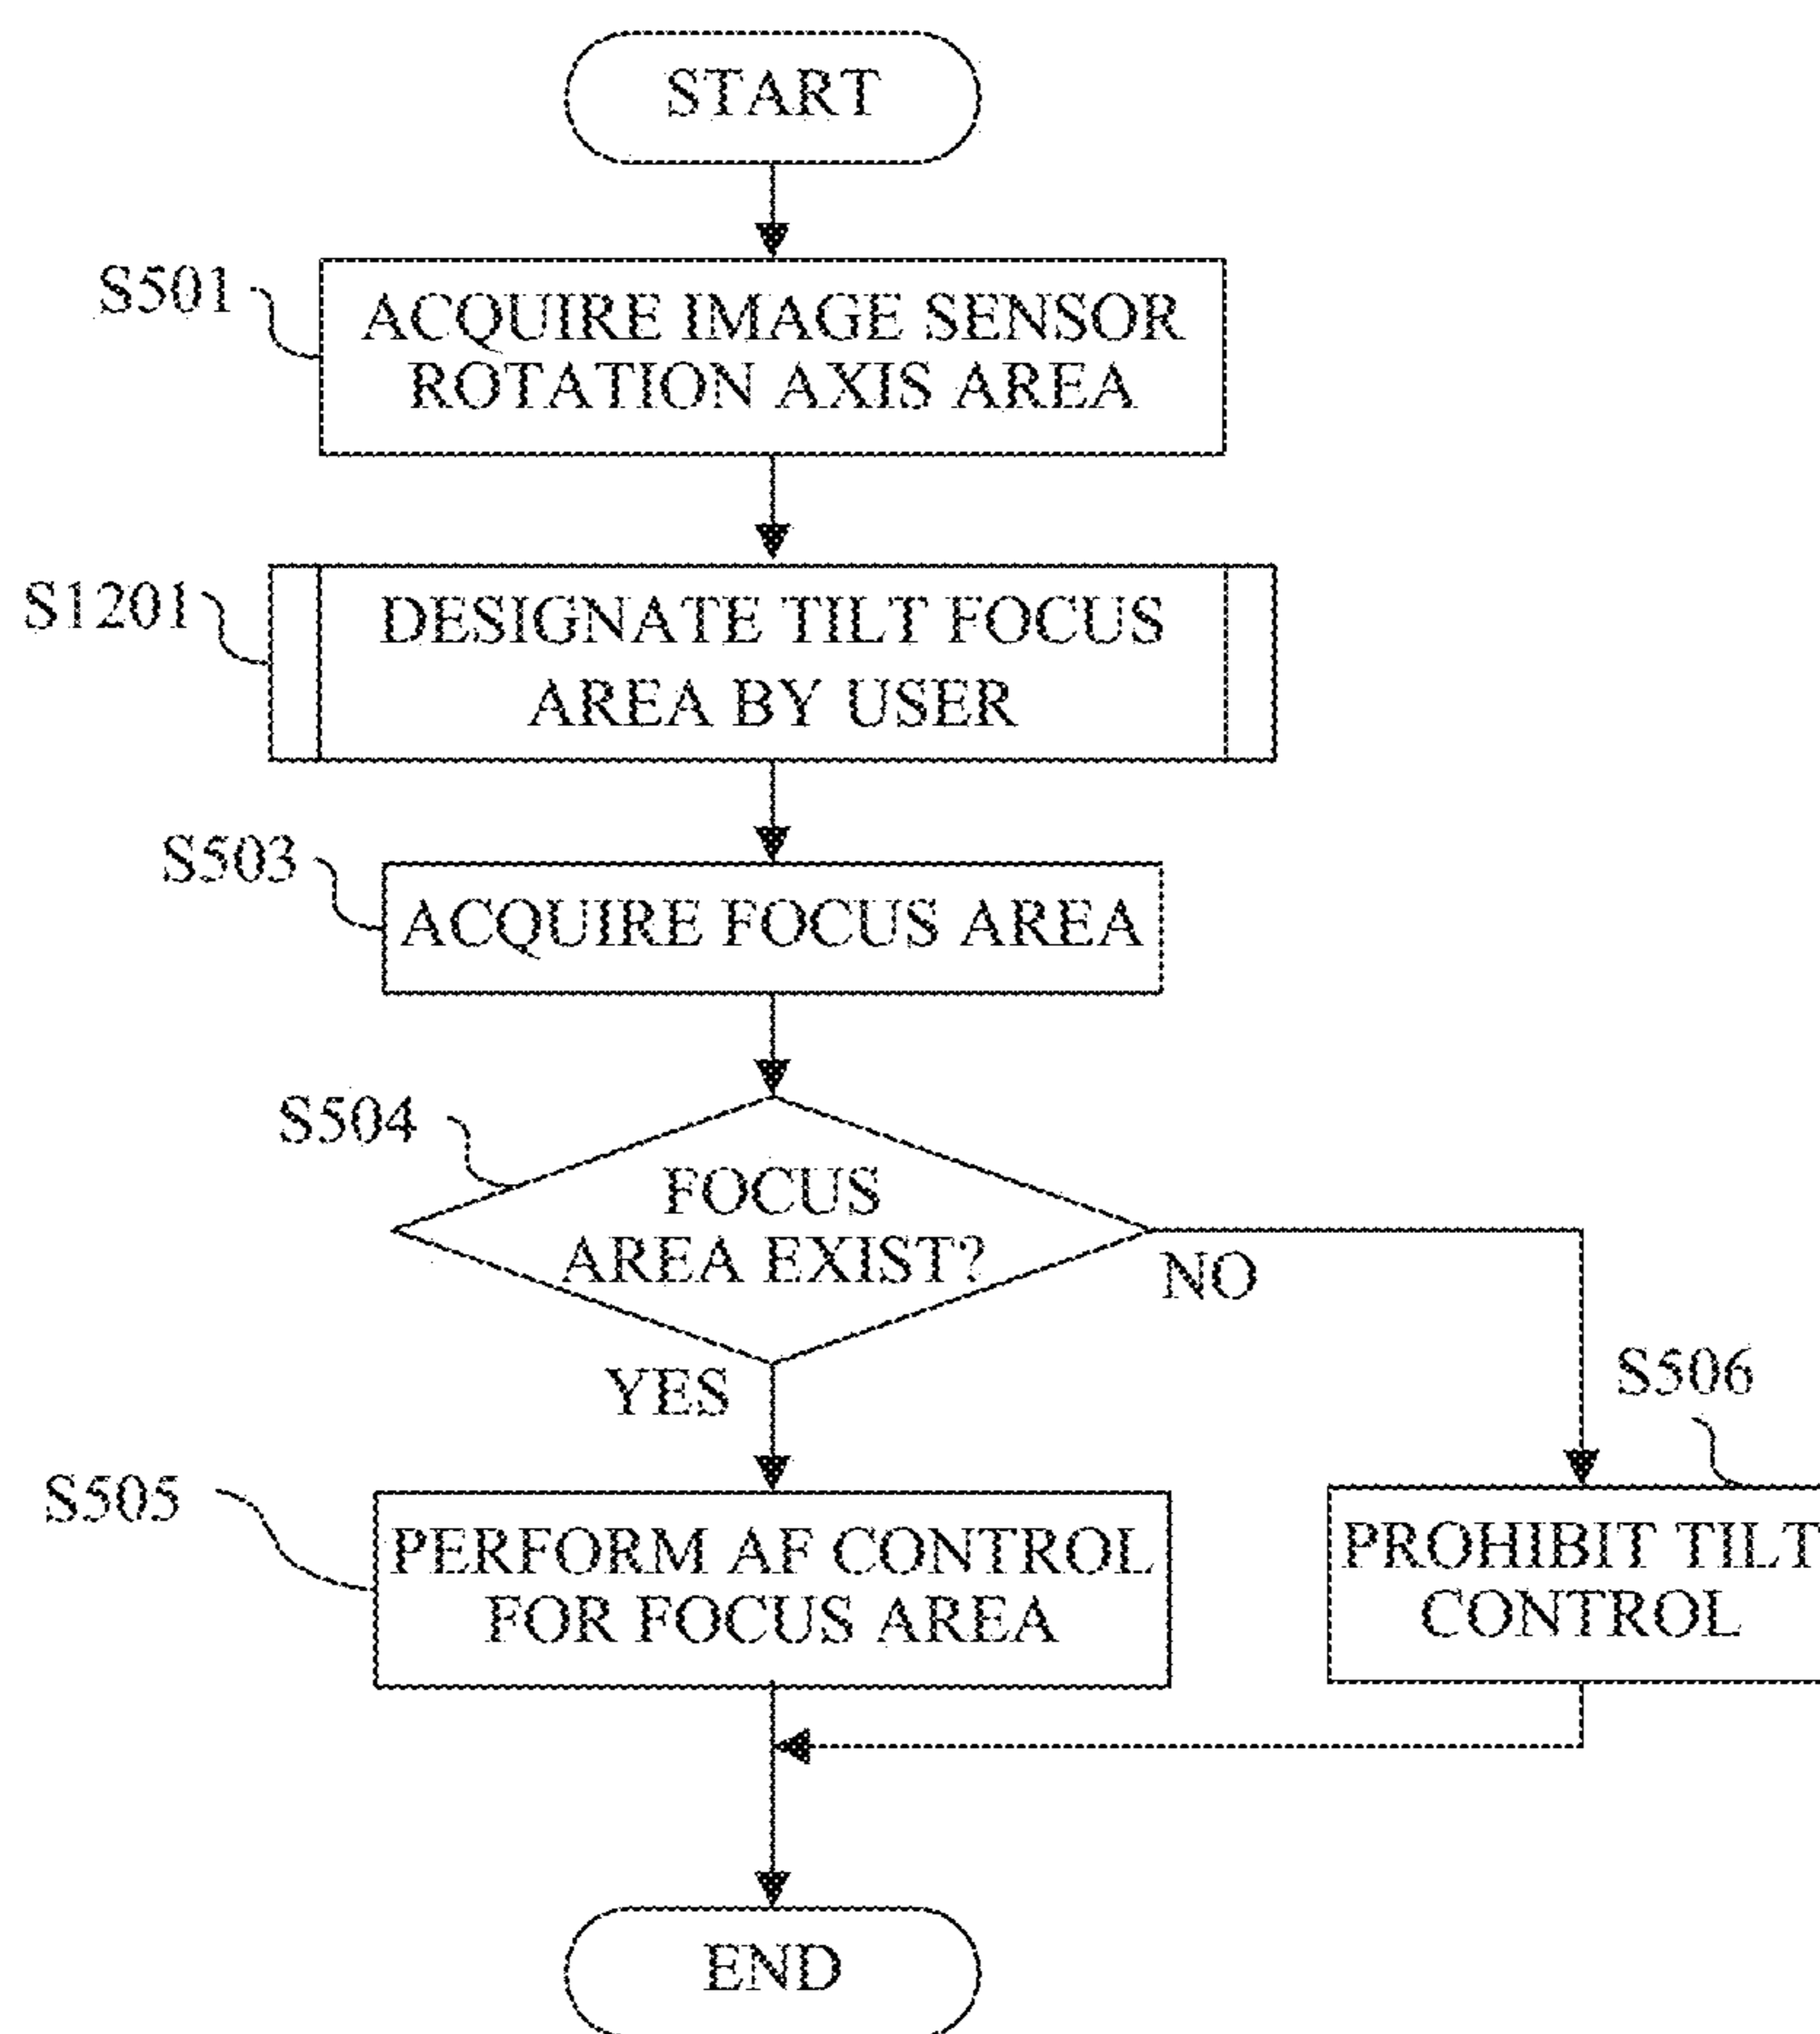 START
S501
ACQUIRE IMAGE SENSOR
ROTATION AXIS AREA
S1201
DESIGNATE TILT FOCUS
AREA BY USER
S503
ACQUIRE FOCUS AREA
S504
FOCUS
AREA EXIST?
NO
YES
S506
S505
PERFORM AF CONTROL
FOR FOCUS AREA
PROHIBIT TILT
CONTROL
END